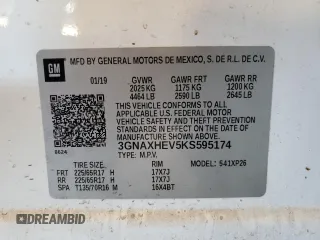 GM
MFD BY GENERAL MOTORS DE MEXICO, S. DE R.L. DE C.V.
01/19 GVWR GAWR FRT GAWR RR
2025 KG 1175 KG 1200 KG
4464 LB 2590 LB 2645 LB
THIS VEHICLE CONFORMS TO ALL APPLICABLE
U.S. FEDERAL MOTOR VEHICLE SAFETY AND
THEFT PREVENTION STANDARDS IN EFFECT ON
THE DATE OF MANUFACTURE SHOWN ABOVE.
3GNAXHEV5KS595174
6624 TYPE: M.P.V. MODEL: 541XP26
TIRE SIZE RIM
FRT 225/65R17 H 17X7J
RR 225/65R17 H 17X7J
SPA T135/70R16 M 16X4BT
© CARFAST.EXPRESS